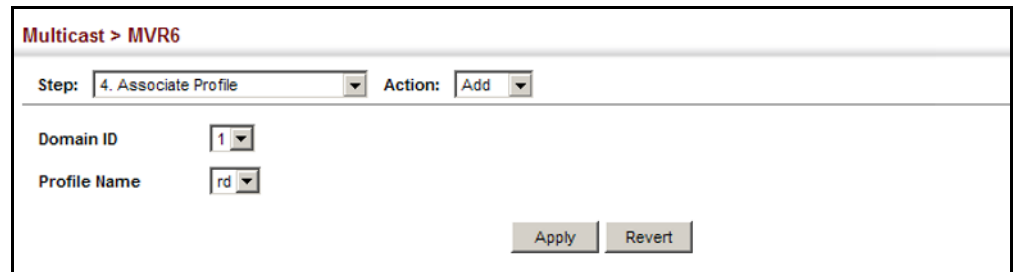 Multicast > MVR6
Step: 4. Associate Profile Action: Add
Domain ID 1
Profile Name rd
Apply Revert